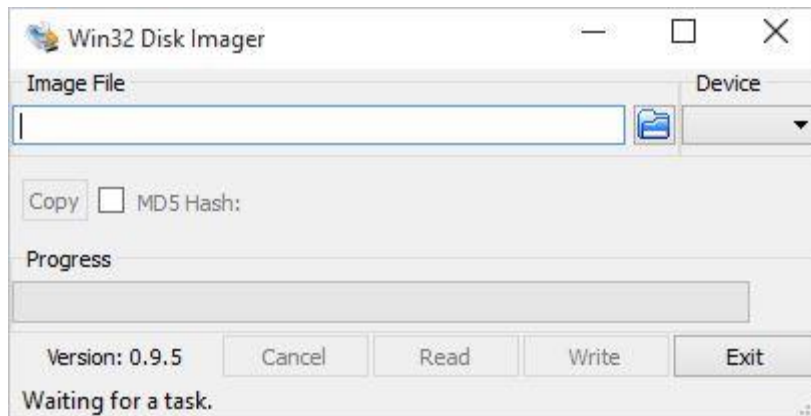 Win32 Disk Imager
Image File Device
Copy MD5 Hash:
Progress
Version: 0.9.5 Cancel Read Write Exit
Waiting for a task.